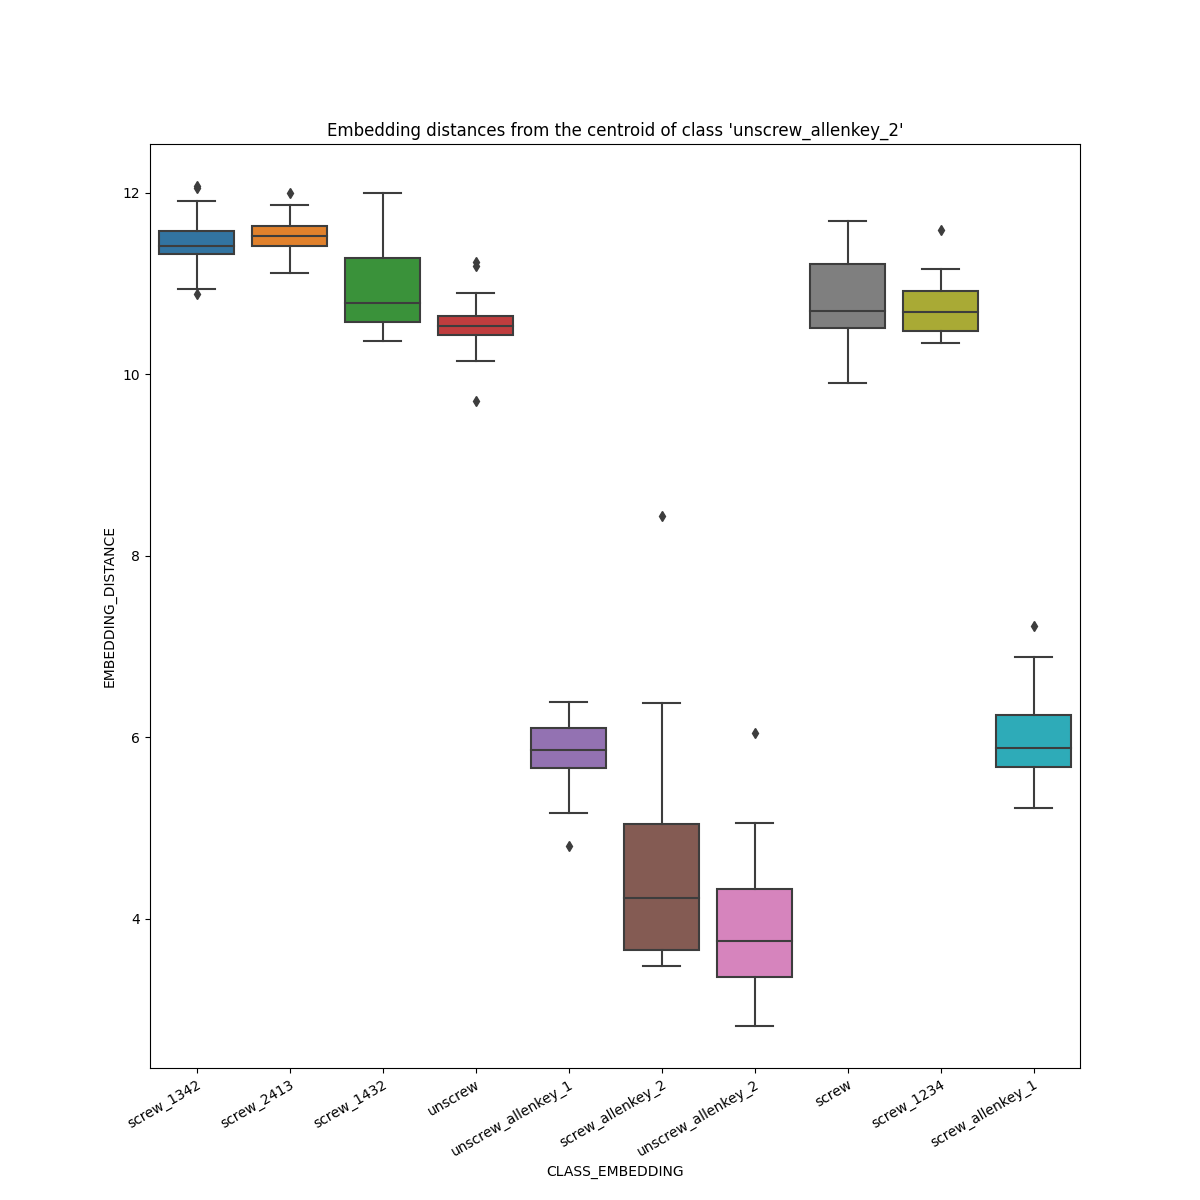 Embedding distances from the centroid of class 'unscrew_allenkey_2'
12
10
8
6
4
EMBEDDING_DISTANCE
screw_1342
screw_2413
screw_1432
unscrew
unscrew_allenkey_1
screw_allenkey_2
unscrew_allenkey_2
screw
screw_1234
screw_allenkey_1
CLASS_EMBEDDING